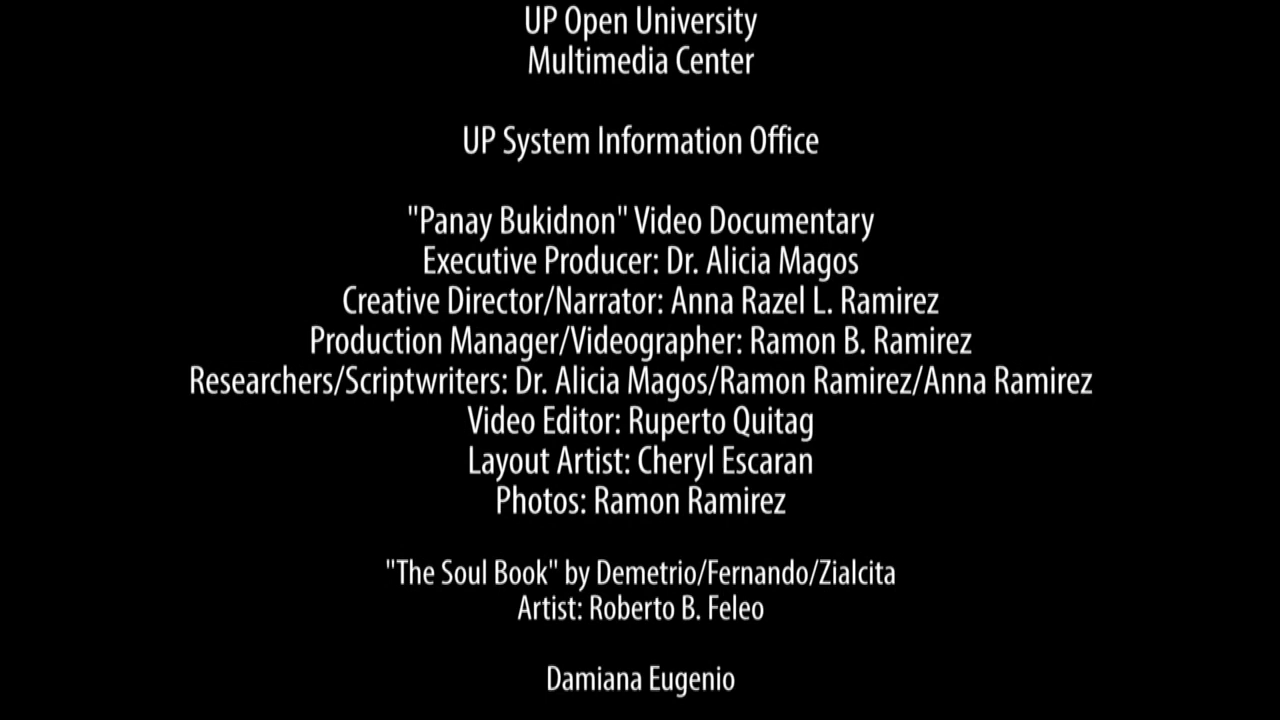 UP Open University
Multimedia Center
UP System Information Office
"Panay Bukidnon" Video Documentary
Executive Producer: Dr. Alicia Magos
Creative Director/Narrator: Anna Razel L. Ramirez
Production Manager/Videographer: Ramon B. Ramirez
Researchers/Scriptwriters: Dr. Alicia Magos/Ramon Ramirez/Anna Ramirez
Video Editor: Ruperto Quitag
Layout Artist: Cheryl Escaran
Photos: Ramon Ramirez
"The Soul Book" by Demetrio/Fernando/Zialcita
Artist: Roberto B. Feleo
Damiana Eugenio